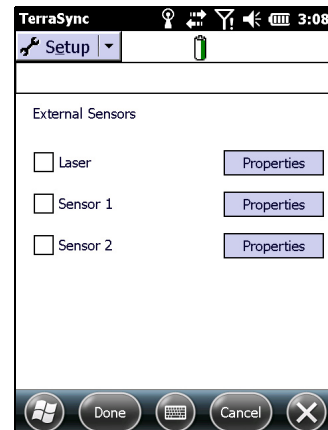 TerraSync 3:08
Setup
External Sensors
Laser Properties
Sensor 1 Properties
Sensor 2 Properties
Done Cancel